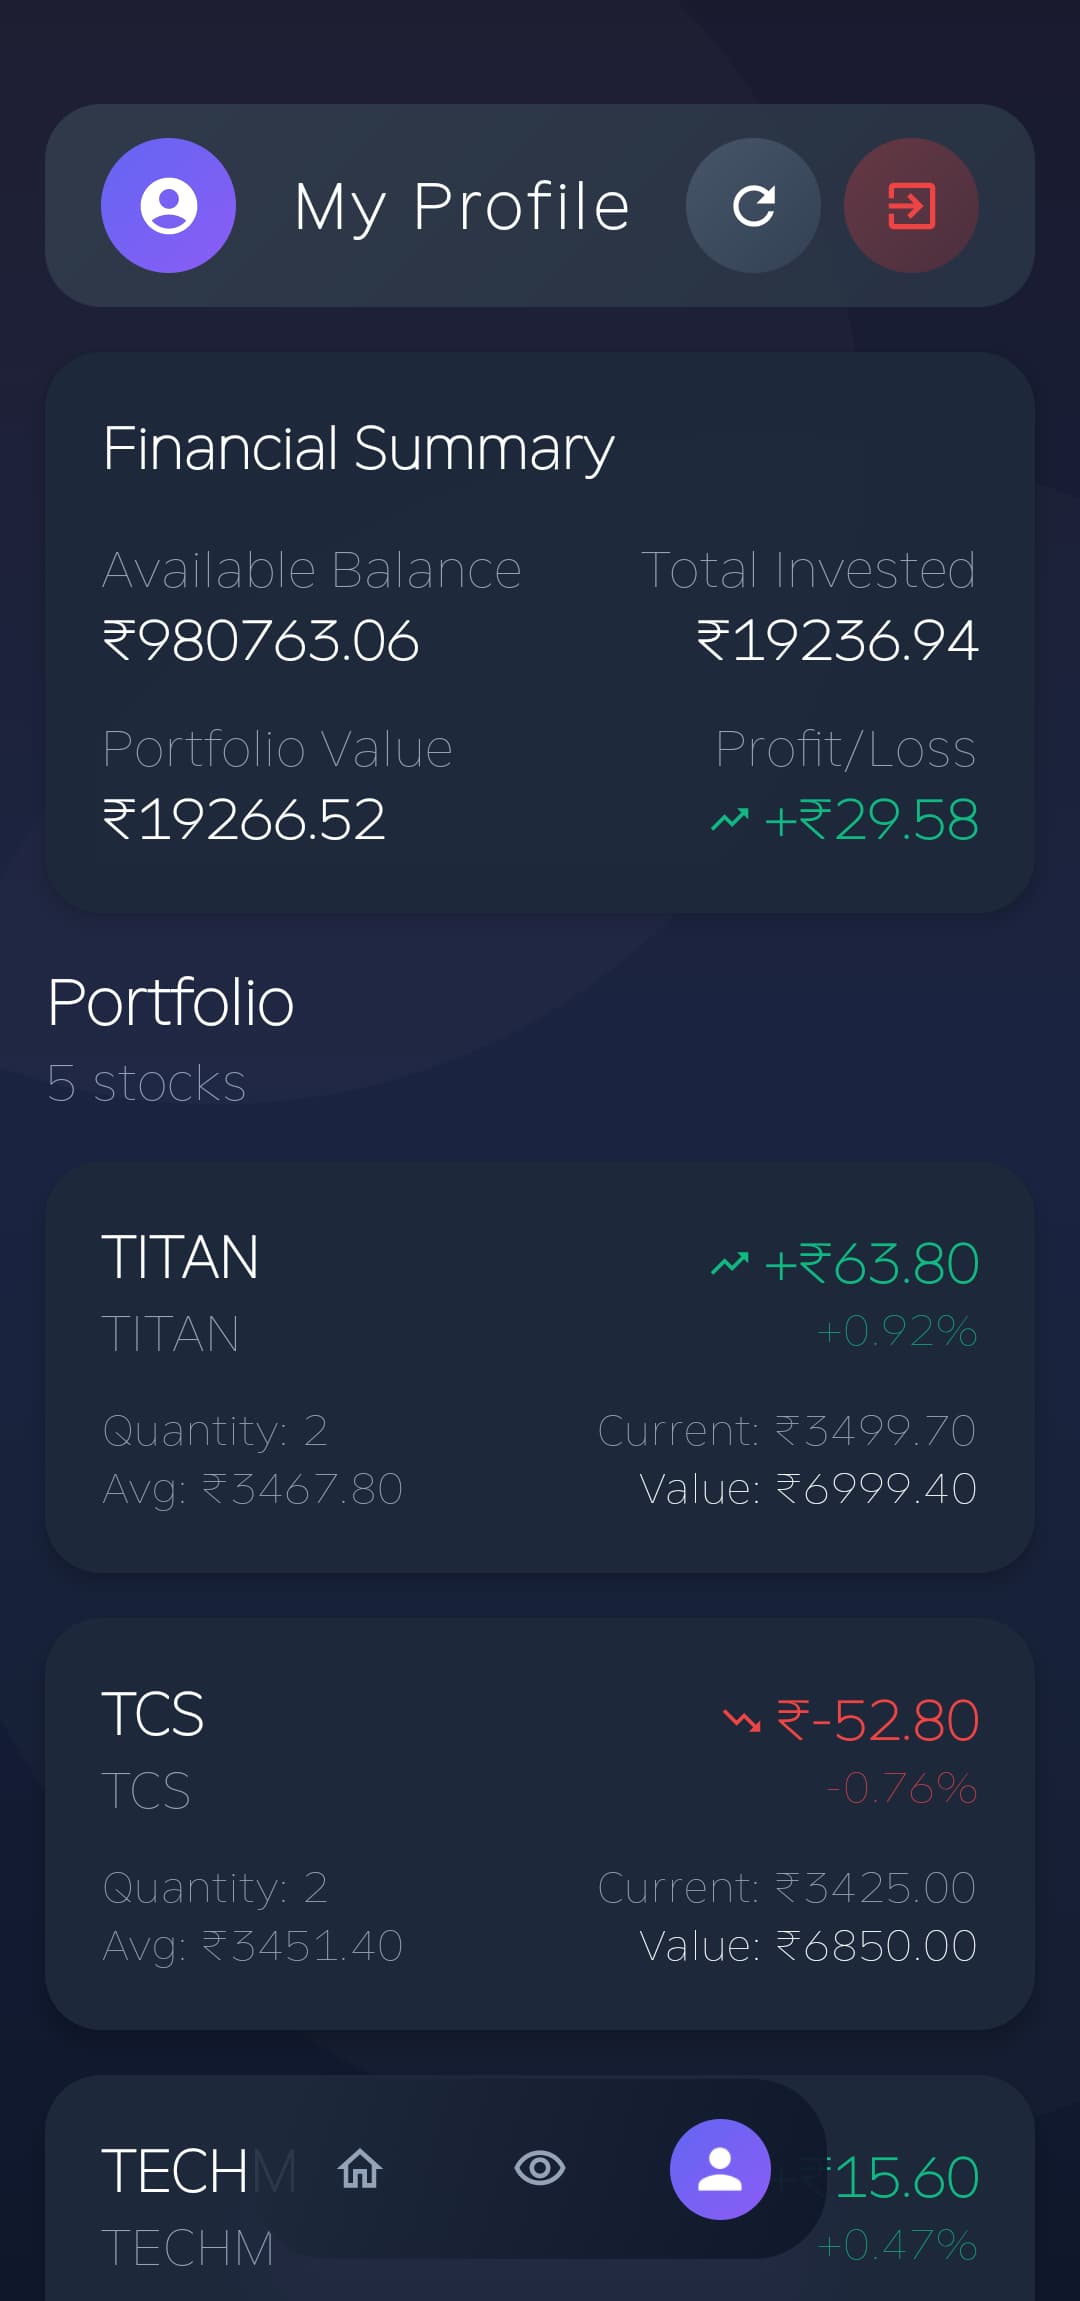 My Profile
Financial Summary
Available Balance Total Invested
₹980763.06 ₹19236.94
Portfolio Value Profit/Loss
₹19266.52 +₹29.58
Portfolio
5 stocks
TITAN +₹63.80
TITAN +0.92%
Quantity: 2 Current: ₹3499.70
Avg: ₹3467.80 Value: ₹6999.40
TCS ₹-52.80
TCS -0.76%
Quantity: 2 Current: ₹3425.00
Avg: ₹3451.40 Value: ₹6850.00
TECHM +₹15.60
TECHM +0.47%